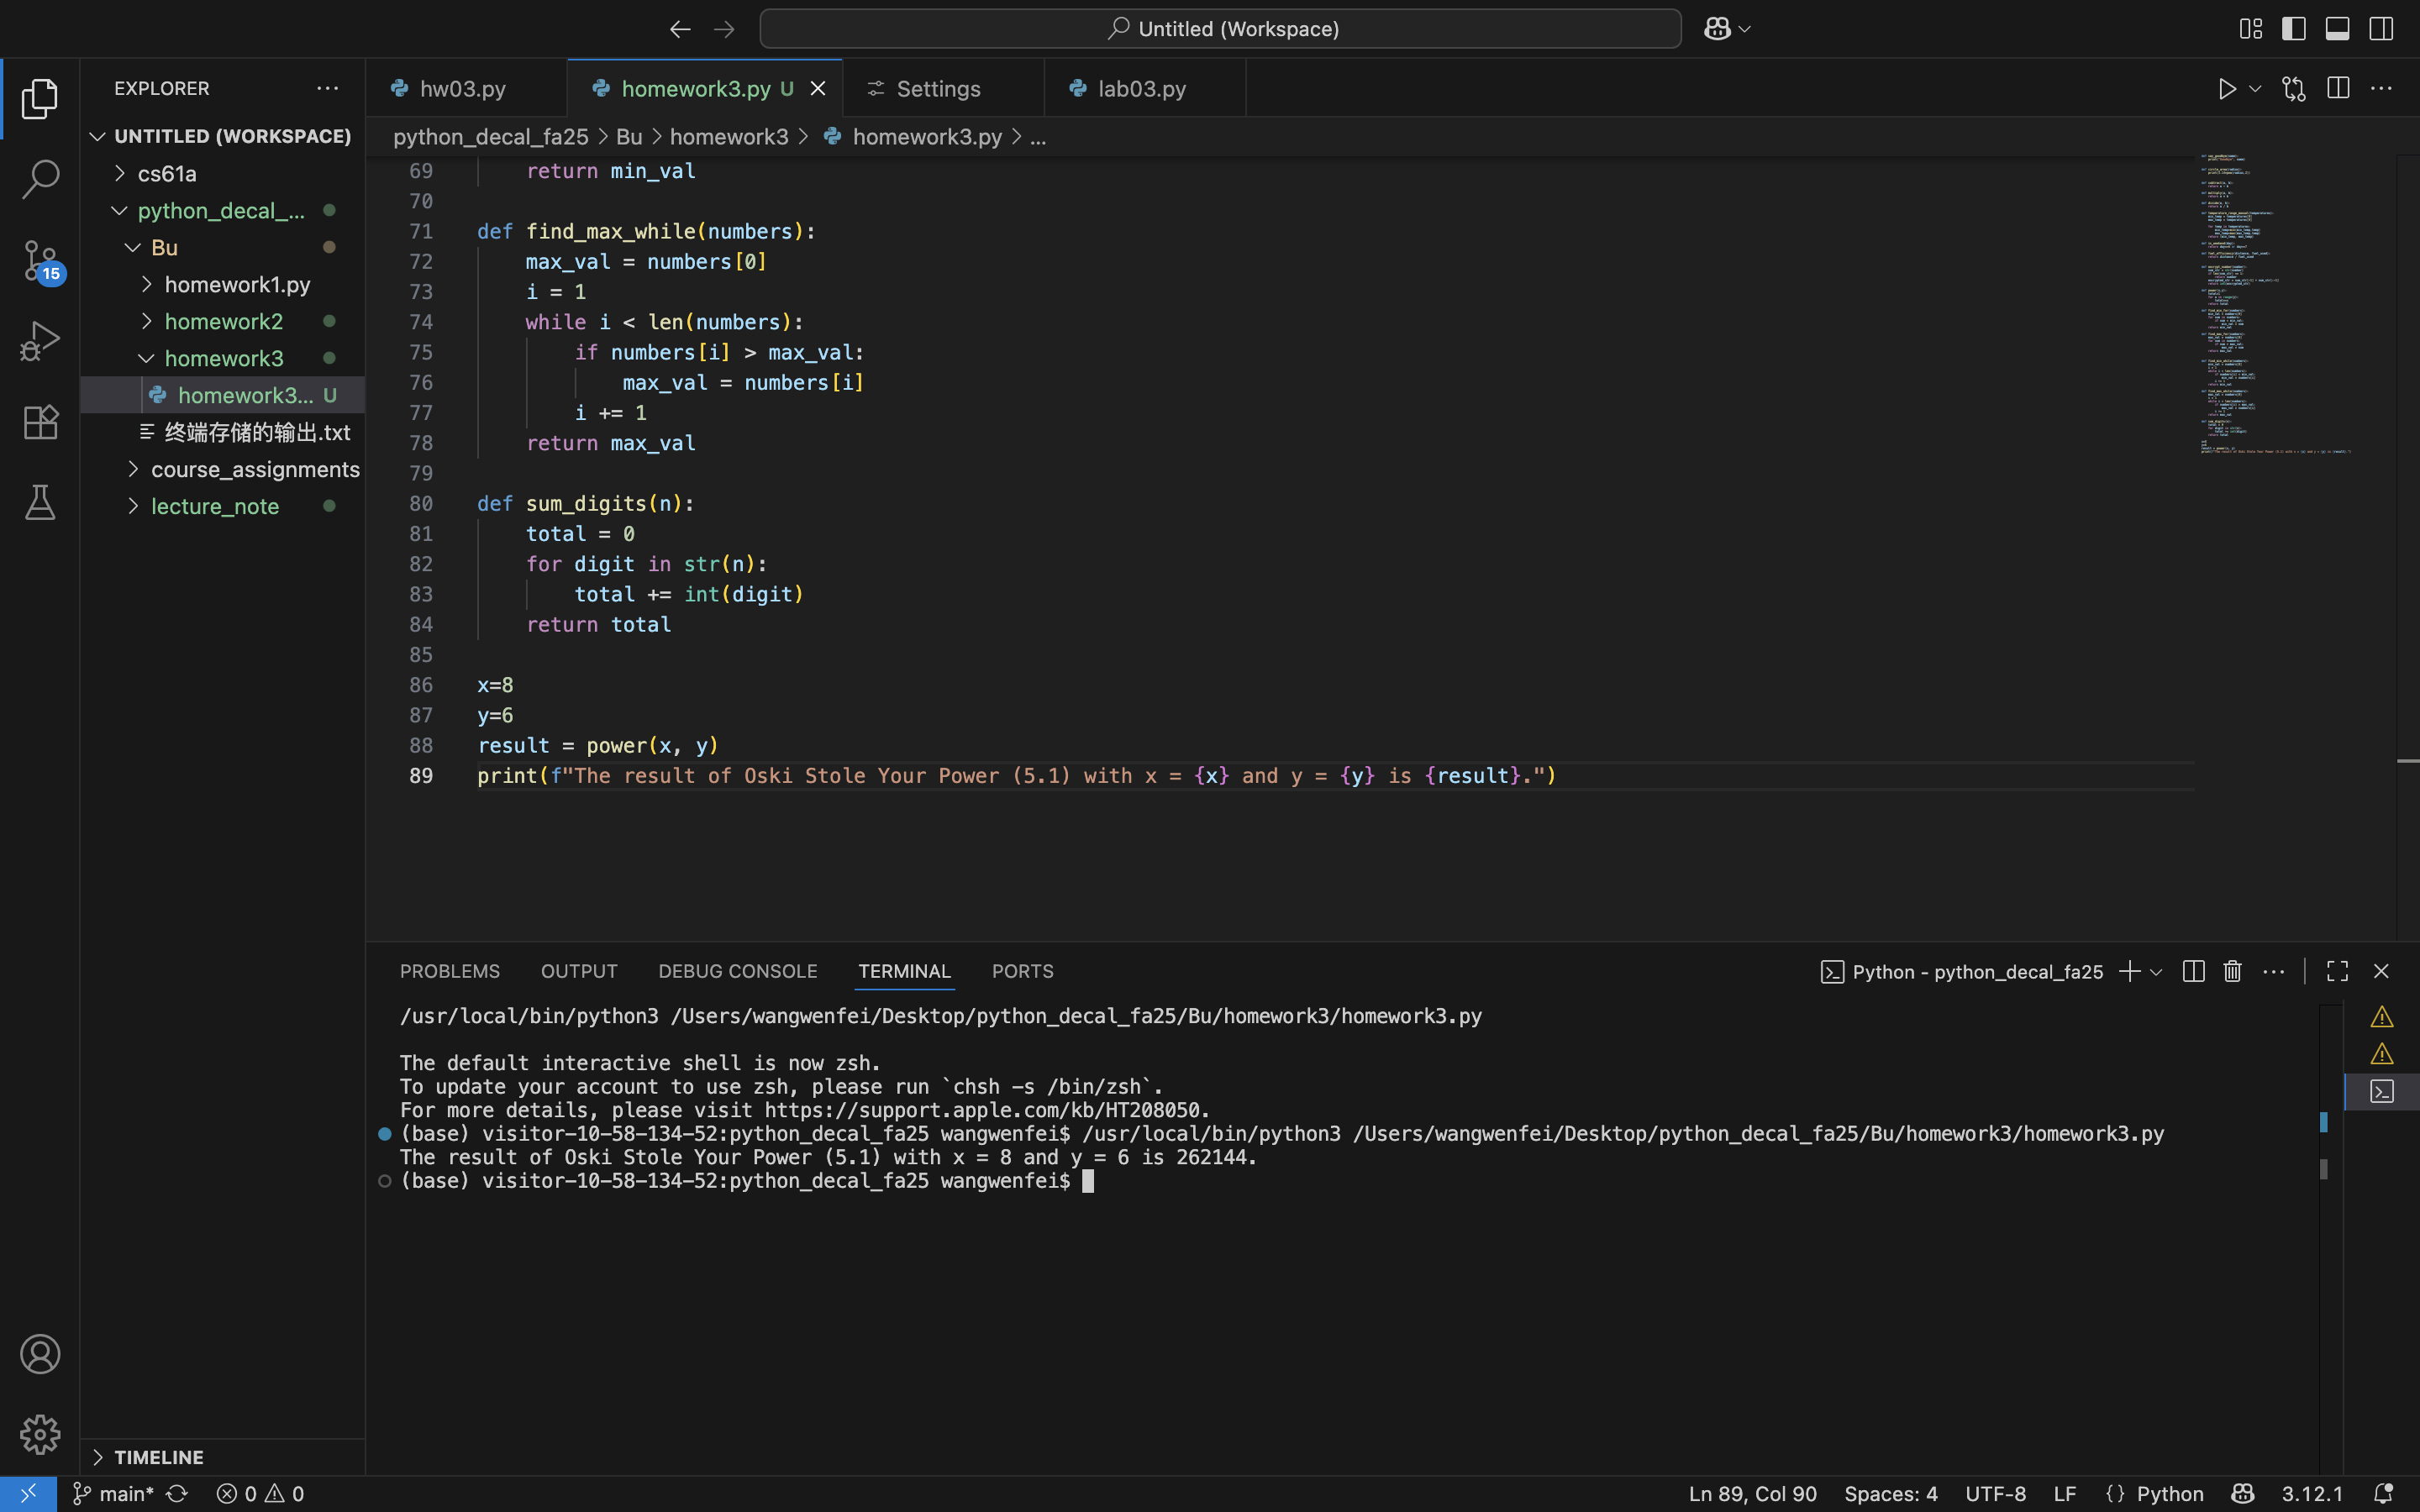 Untitled (Workspace)
EXPLORER
UNTITLED (WORKSPACE)
cs61a
python_decal_...
Bu
homework1.py
homework2
homework3
homework3... U
终端存储的输出.txt
course_assignments
lecture_note
15
TIMELINE
hw03.py
homework3.py U
Settings
lab03.py
python_decal_fa25 > Bu > homework3 > homework3.py > ...
69 return min_val
70
71 def find_max_while(numbers):
72 max_val = numbers[0]
73 i = 1
74 while i < len(numbers):
75 if numbers[i] > max_val:
76 max_val = numbers[i]
77 i += 1
78 return max_val
79
80 def sum_digits(n):
81 total = 0
82 for digit in str(n):
83 total += int(digit)
84 return total
85
86 x=8
87 y=6
88 result = power(x, y)
89 print(f"The result of Oski Stole Your Power (5.1) with x = {x} and y = {y} is {result}.")
PROBLEMS OUTPUT DEBUG CONSOLE TERMINAL PORTS
Python - python_decal_fa25
/usr/local/bin/python3 /Users/wangwenfei/Desktop/python_decal_fa25/Bu/homework3/homework3.py
The default interactive shell is now zsh.
To update your account to use zsh, please run `chsh -s /bin/zsh`.
For more details, please visit https://support.apple.com/kb/HT208050.
(base) visitor-10-58-134-52:python_decal_fa25 wangwenfei$ /usr/local/bin/python3 /Users/wangwenfei/Desktop/python_decal_fa25/Bu/homework3/homework3.py
The result of Oski Stole Your Power (5.1) with x = 8 and y = 6 is 262144.
(base) visitor-10-58-134-52:python_decal_fa25 wangwenfei$
main* 0 0
Ln 89, Col 90 Spaces: 4 UTF-8 LF {} Python 3.12.1